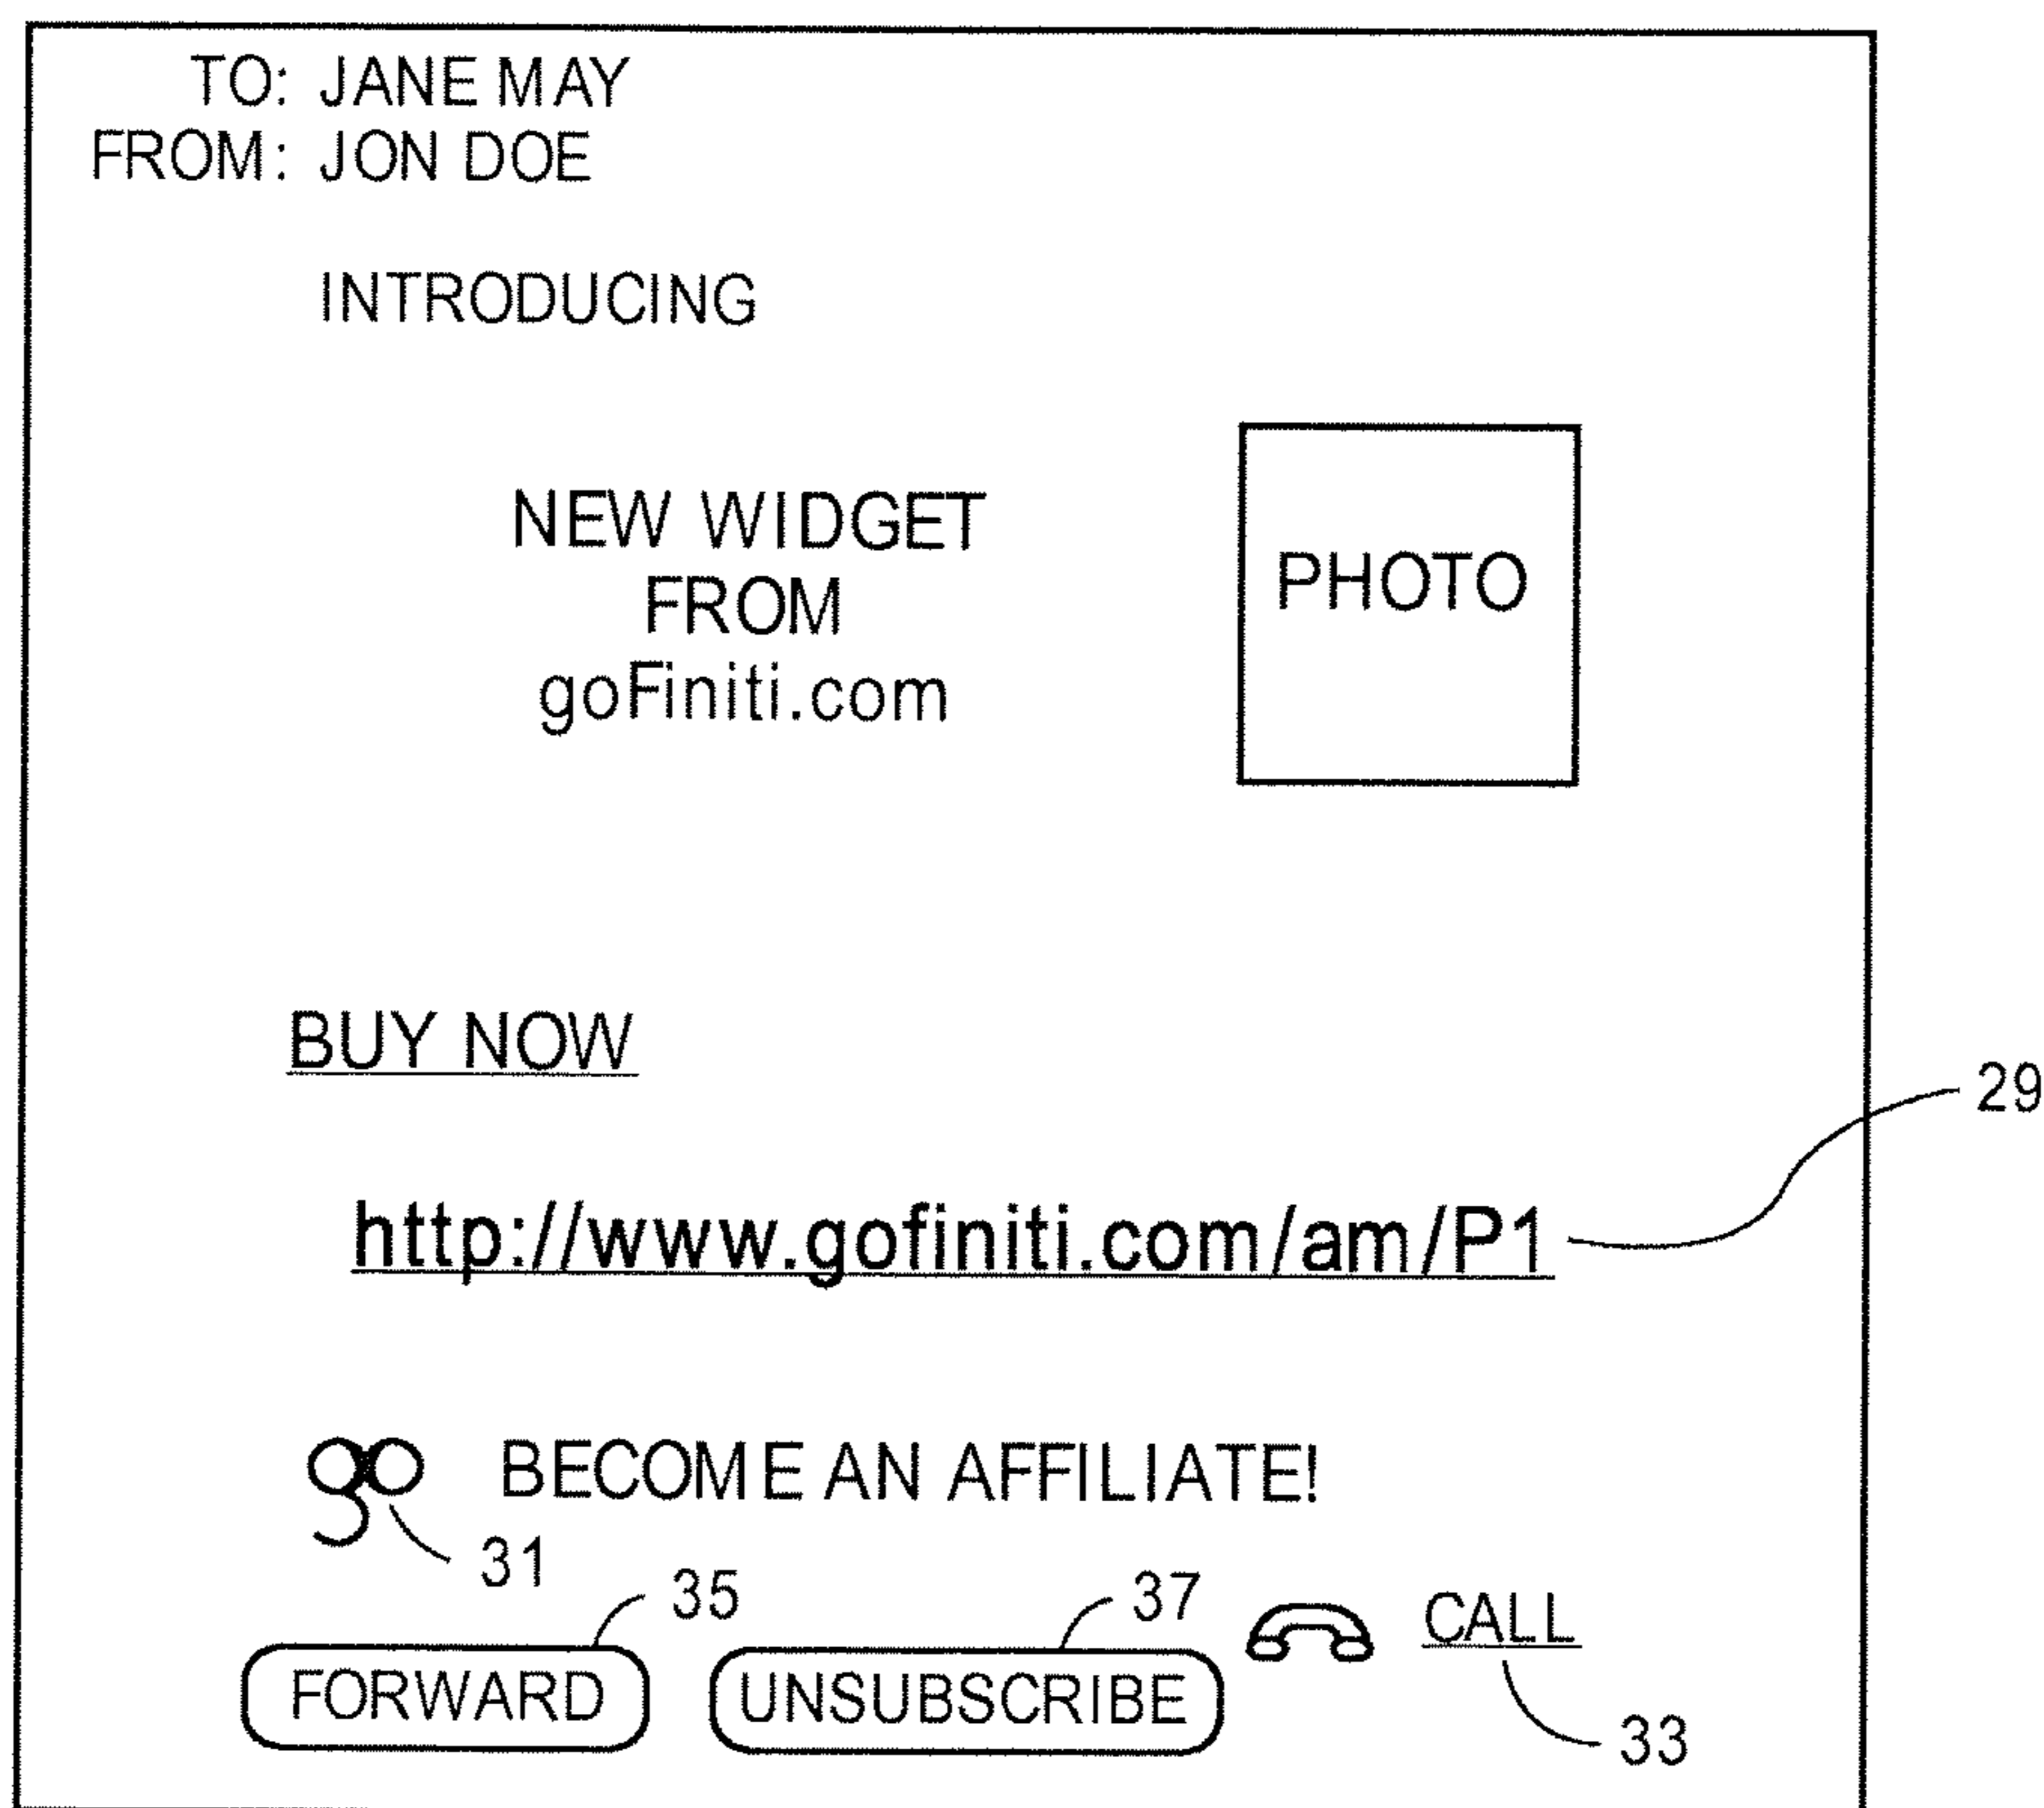 TO: JANE MAY
FROM: JON DOE
INTRODUCING
NEW WIDGET
FROM
goFiniti.com
PHOTO
BUY NOW
29
http://www.gofiniti.com/am/P1
go BECOME AN AFFILIATE!
31
35
37
CALL
FORWARD
UNSUBSCRIBE
33